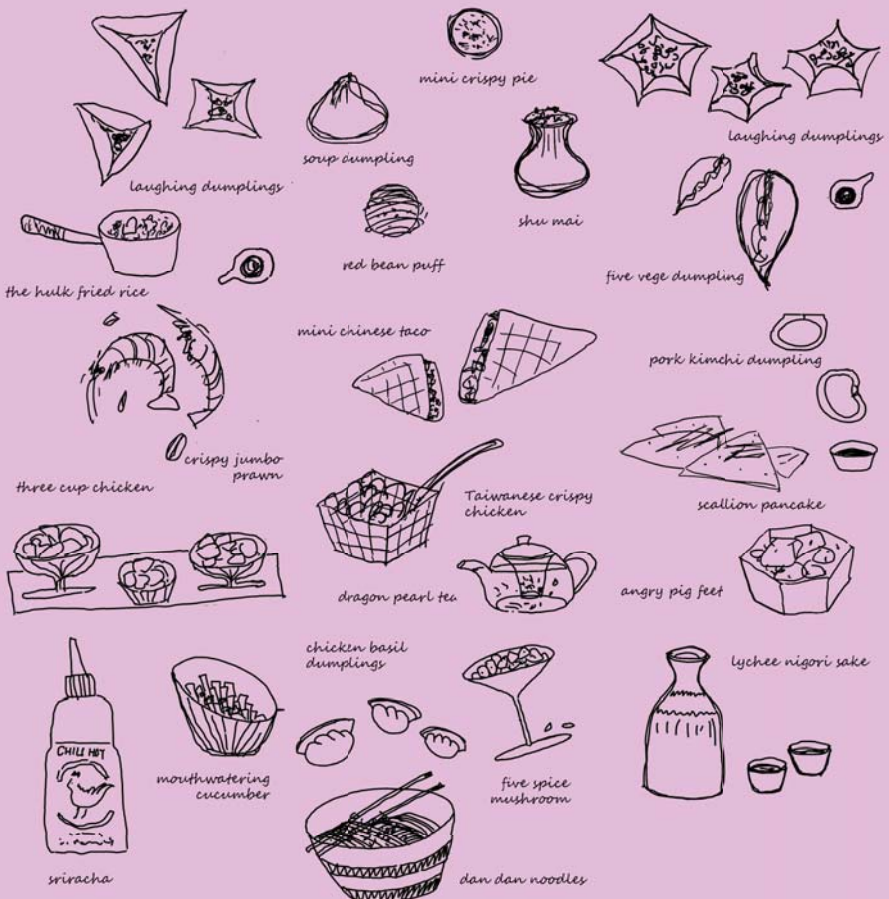 mini crispy pie
laughing dumplings
soup dumpling
laughing dumplings
shu mai
red bean puff
five vege dumpling
the hulk fried rice
mini chinese taco
pork kimchi dumpling
crispy jumbo
prawn
three cup chicken
Taiwanese crispy
chicken
scallion pancake
dragon pearl tea
angry pig feet
chicken basil
dumplings
lychee nigori sake
CHILI HOT
mouthwatering
cucumber
five spice
mushroom
sriracha
dan dan noodles